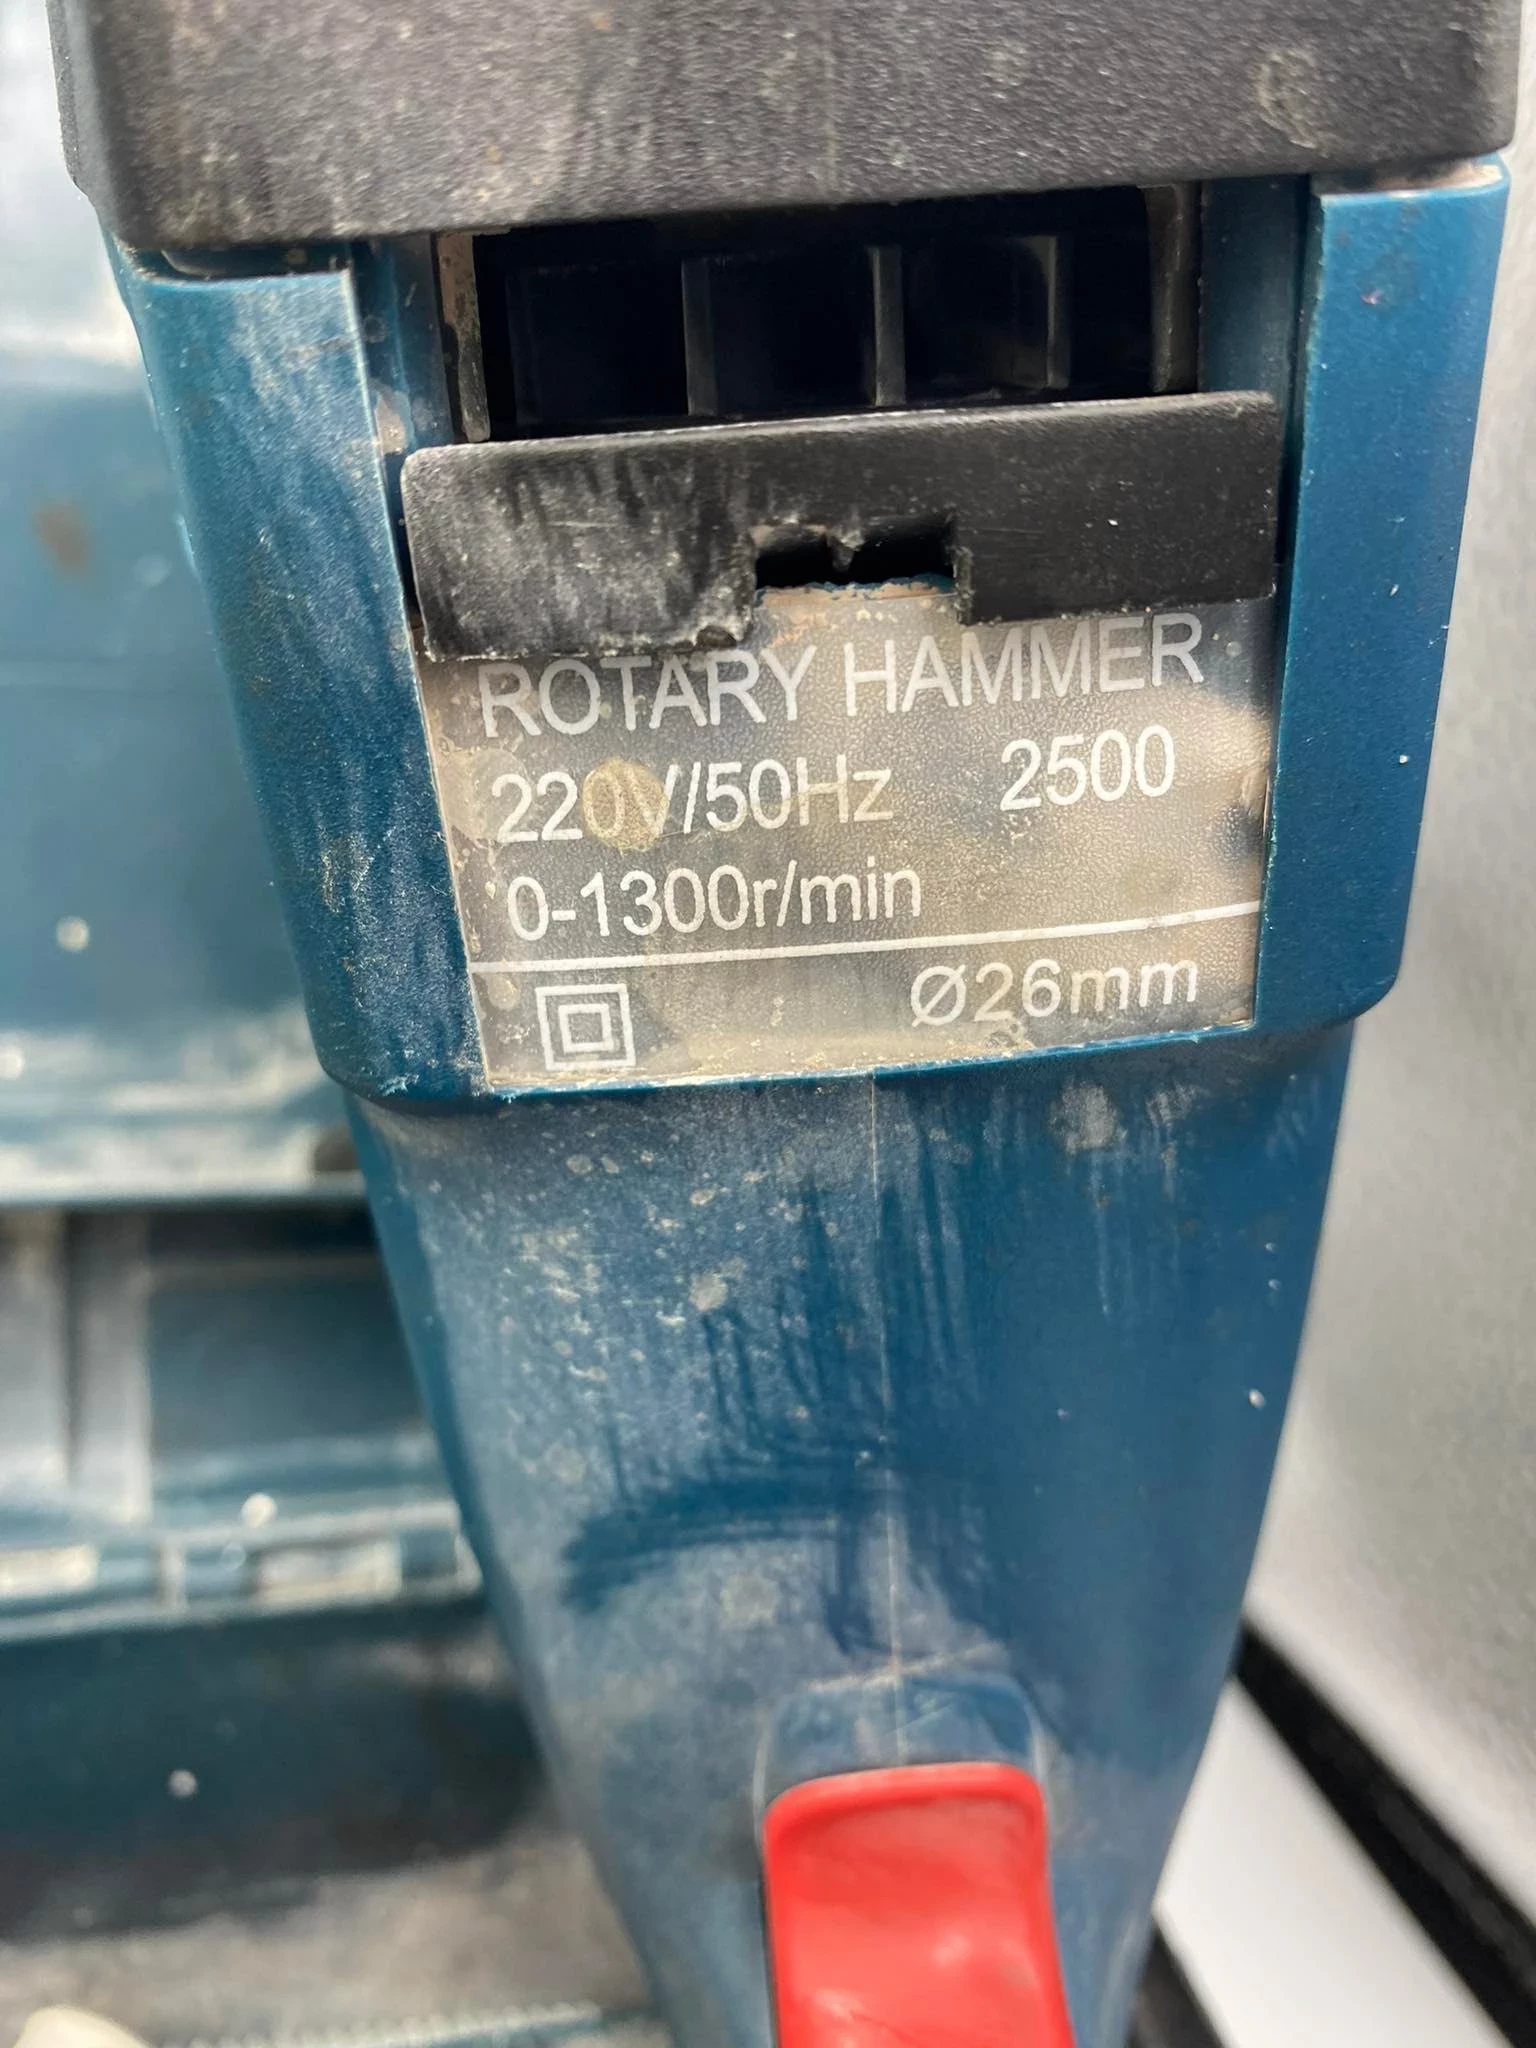 ROTARY HAMMER
220V//50Hz 2500
0-1300r/min
Ø26mm